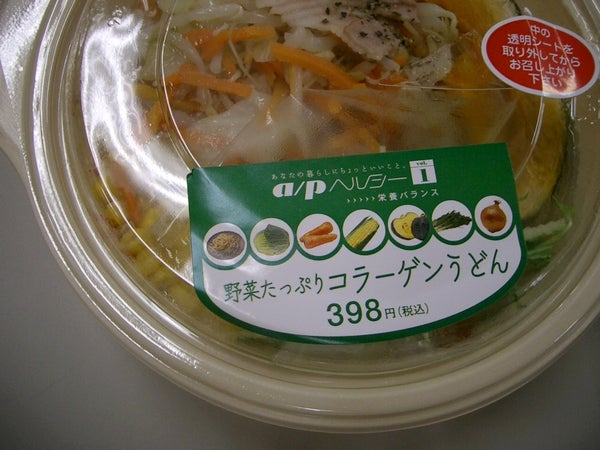 中の
透明シートを
取り外してから
お召し上がり
下さい
あなたの暮らしにちょっといいこと。
a/p ヘルシー vol. 1
>>>>>栄養バランス
野菜たっぷりコラーゲンうどん
398円(税込)